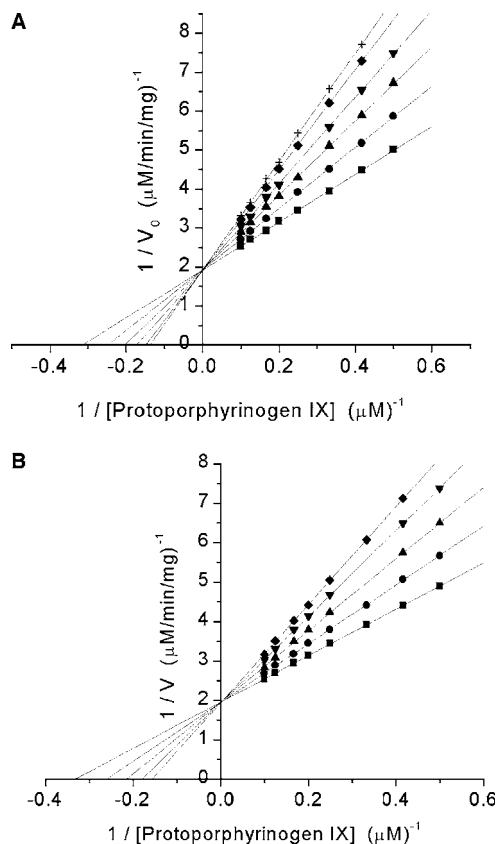 A
8
7
6
5
4
3
2
1
0
1 / V₀ (μM/min/mg)⁻¹
-0.4 -0.2 0.0 0.2 0.4 0.6
1 / [Protoporphyrinogen IX] (μM)⁻¹
B
8
7
6
5
4
3
2
1
0
1 / V (μM/min/mg)⁻¹
-0.4 -0.2 0.0 0.2 0.4 0.6
1 / [Protoporphyrinogen IX] (μM)⁻¹